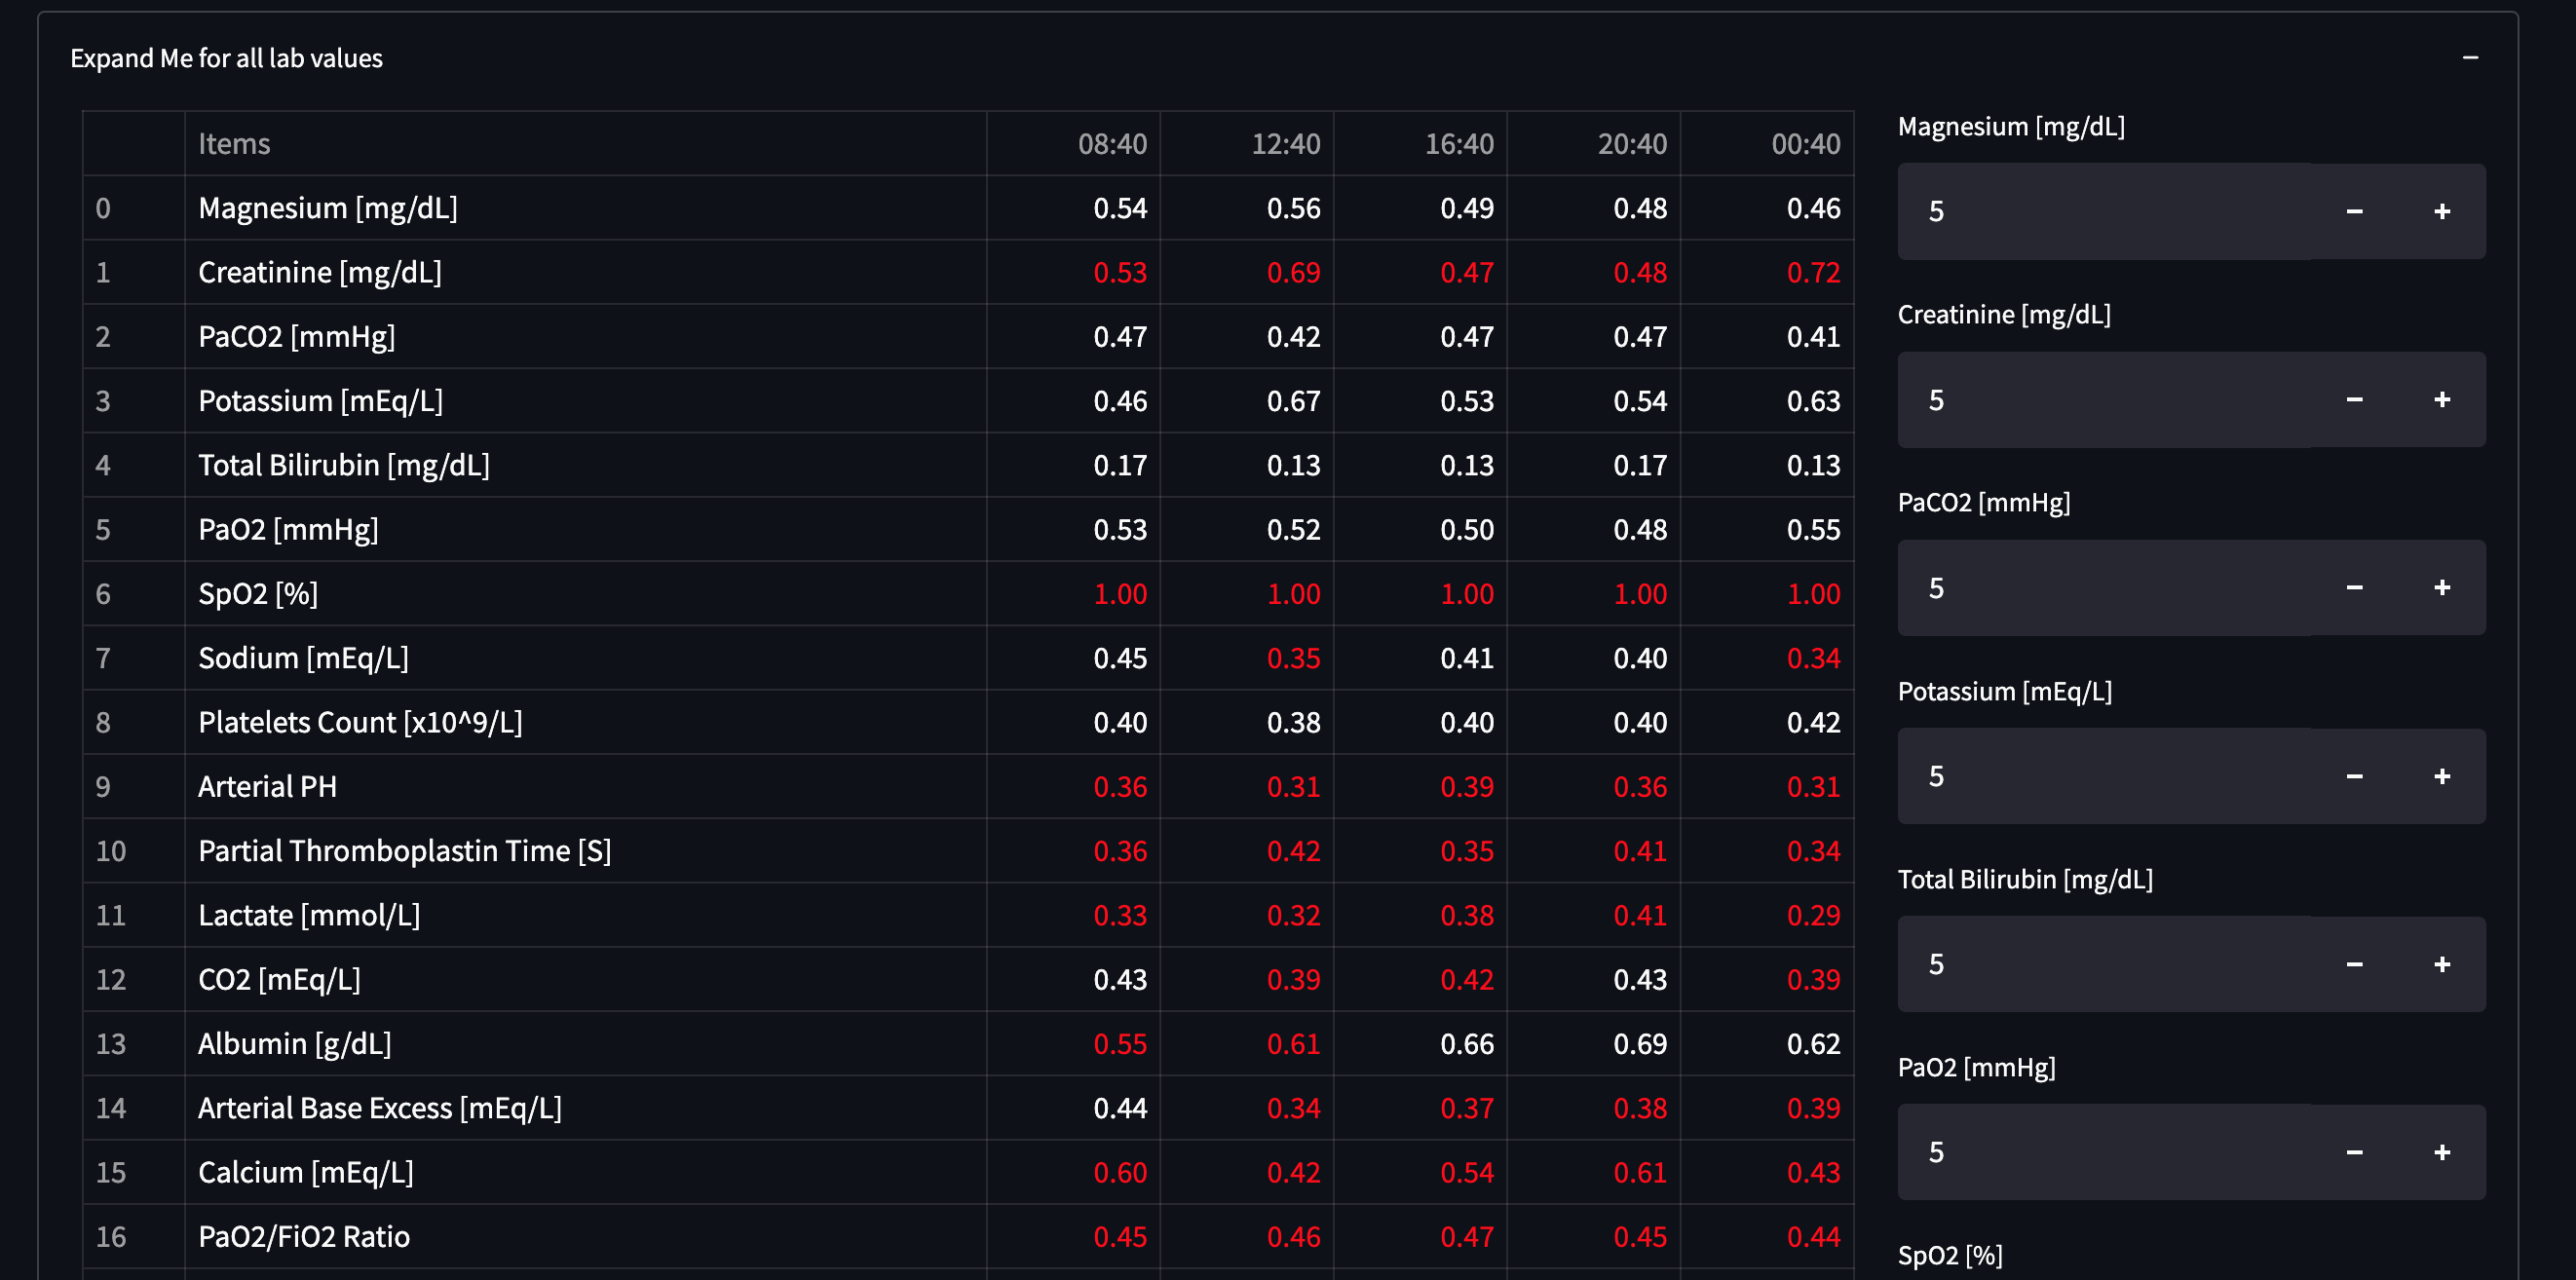 Expand Me for all lab values −
Items 08:40 12:40 16:40 20:40 00:40
0 Magnesium [mg/dL] 0.54 0.56 0.49 0.48 0.46
1 Creatinine [mg/dL] 0.53 0.69 0.47 0.48 0.72
2 PaCO2 [mmHg] 0.47 0.42 0.47 0.47 0.41
3 Potassium [mEq/L] 0.46 0.67 0.53 0.54 0.63
4 Total Bilirubin [mg/dL] 0.17 0.13 0.13 0.17 0.13
5 PaO2 [mmHg] 0.53 0.52 0.50 0.48 0.55
6 SpO2 [%] 1.00 1.00 1.00 1.00 1.00
7 Sodium [mEq/L] 0.45 0.35 0.41 0.40 0.34
8 Platelets Count [x10^9/L] 0.40 0.38 0.40 0.40 0.42
9 Arterial PH 0.36 0.31 0.39 0.36 0.31
10 Partial Thromboplastin Time [S] 0.36 0.42 0.35 0.41 0.34
11 Lactate [mmol/L] 0.33 0.32 0.38 0.41 0.29
12 CO2 [mEq/L] 0.43 0.39 0.42 0.43 0.39
13 Albumin [g/dL] 0.55 0.61 0.66 0.69 0.62
14 Arterial Base Excess [mEq/L] 0.44 0.34 0.37 0.38 0.39
15 Calcium [mEq/L] 0.60 0.42 0.54 0.61 0.43
16 PaO2/FiO2 Ratio 0.45 0.46 0.47 0.45 0.44
Magnesium [mg/dL]
5 − +
Creatinine [mg/dL]
5 − +
PaCO2 [mmHg]
5 − +
Potassium [mEq/L]
5 − +
Total Bilirubin [mg/dL]
5 − +
PaO2 [mmHg]
5 − +
SpO2 [%]